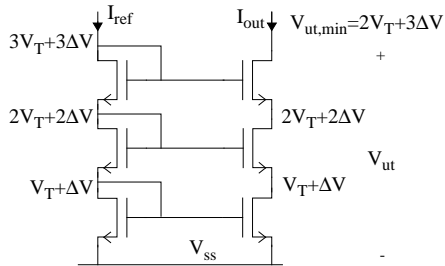 I_ref
I_out
V_ut,min=2V_T+3ΔV
3V_T+3ΔV
+
2V_T+2ΔV
2V_T+2ΔV
V_ut
V_T+ΔV
V_T+ΔV
V_ss
-